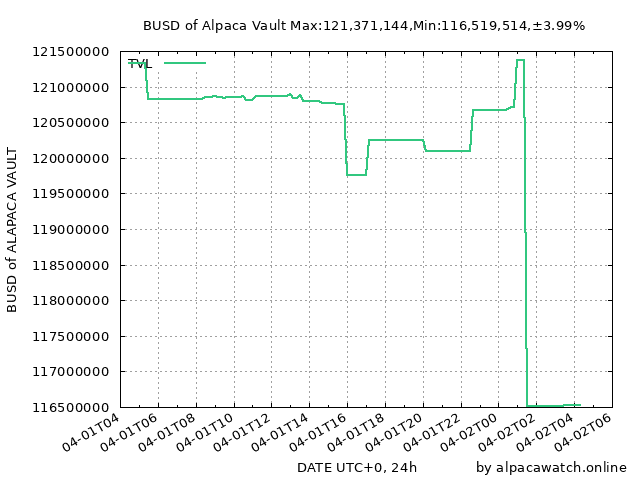 BUSD of Alpaca Vault Max:121,371,144,Min:116,519,514,±3.99%
121500000
121000000
120500000
120000000
119500000
119000000
118500000
118000000
117500000
117000000
116500000
BUSD of ALAPACA VAULT
TVL
04-01T04
04-01T06
04-01T08
04-01T10
04-01T12
04-01T14
04-01T16
04-01T18
04-01T20
04-01T22
04-02T00
04-02T02
04-02T04
04-02T06
DATE UTC+0, 24h
by alpacawatch.online